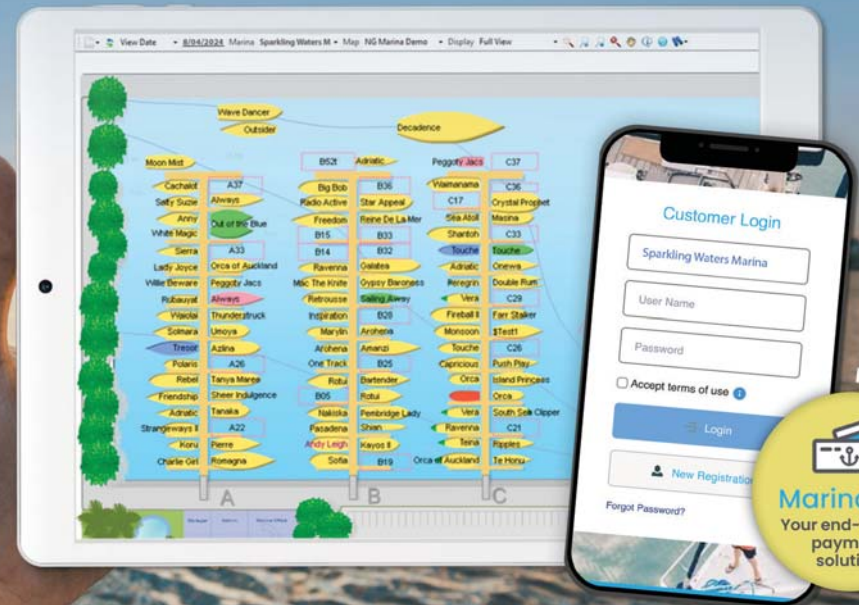 View Date 8/04/2024 Marina Sparkling Waters M Map NG Marina Demo Display Full View
Wave Dancer
Outsider
Decadence
Moon Mist
Cachalot A37
Salty Suzie Always
Anny Out of the Blue
White Magic
Sierra A33
Lady Joyce Orca of Auckland
Willie Beware Peggoty Jacs
Rubauyat Always
Waiolai Thunderstruck
Solmara Umoya
Tresor Azlina
Polaris A26
Rebel Tanya Maree
Friendship Sheer Indulgence
Adriatic Tanaka
Strangeways II A22
Koru Pierre
Charlie Girl Romagna
A
B52t Adriatic
Big Bob B36
Radio Active Star Appeal
Freedom Reine De La Mer
B15 B33
B14 B32
Ravenna Galatea
Mac The Knife Gypsy Baroness
Retrousse Sailing Away
Inspiration B28
Marylin Arohena
Arohena Amanzi
One Track B25
Rotui Bartender
B05 Rotui
Nakiska Pembridge Lady
Pasadena Shian
Andy Leigh Kayos II
Sofia B19
B
Peggoty Jacs C37
Waimanama C36
C17 Crystal Prophet
Sea Atoll Masina
Shantoh C33
Touche Touche
Adriatic Onewa
Peregrin Double Rum
Vera C29
Fireball II Farr Stalker
Monsoon $Test1
Touche C26
Capricious Push Play
Orca Island Princess
Orca
Vera South Sea Clipper
Ravenna C21
Teina Ripples
Orca of Auckland Te Honu
C
Customer Login
Sparkling Waters Marina
User Name
Password
Accept terms of use
Login
New Registration
Forgot Password?
Marin
Your end-
paym
soluti